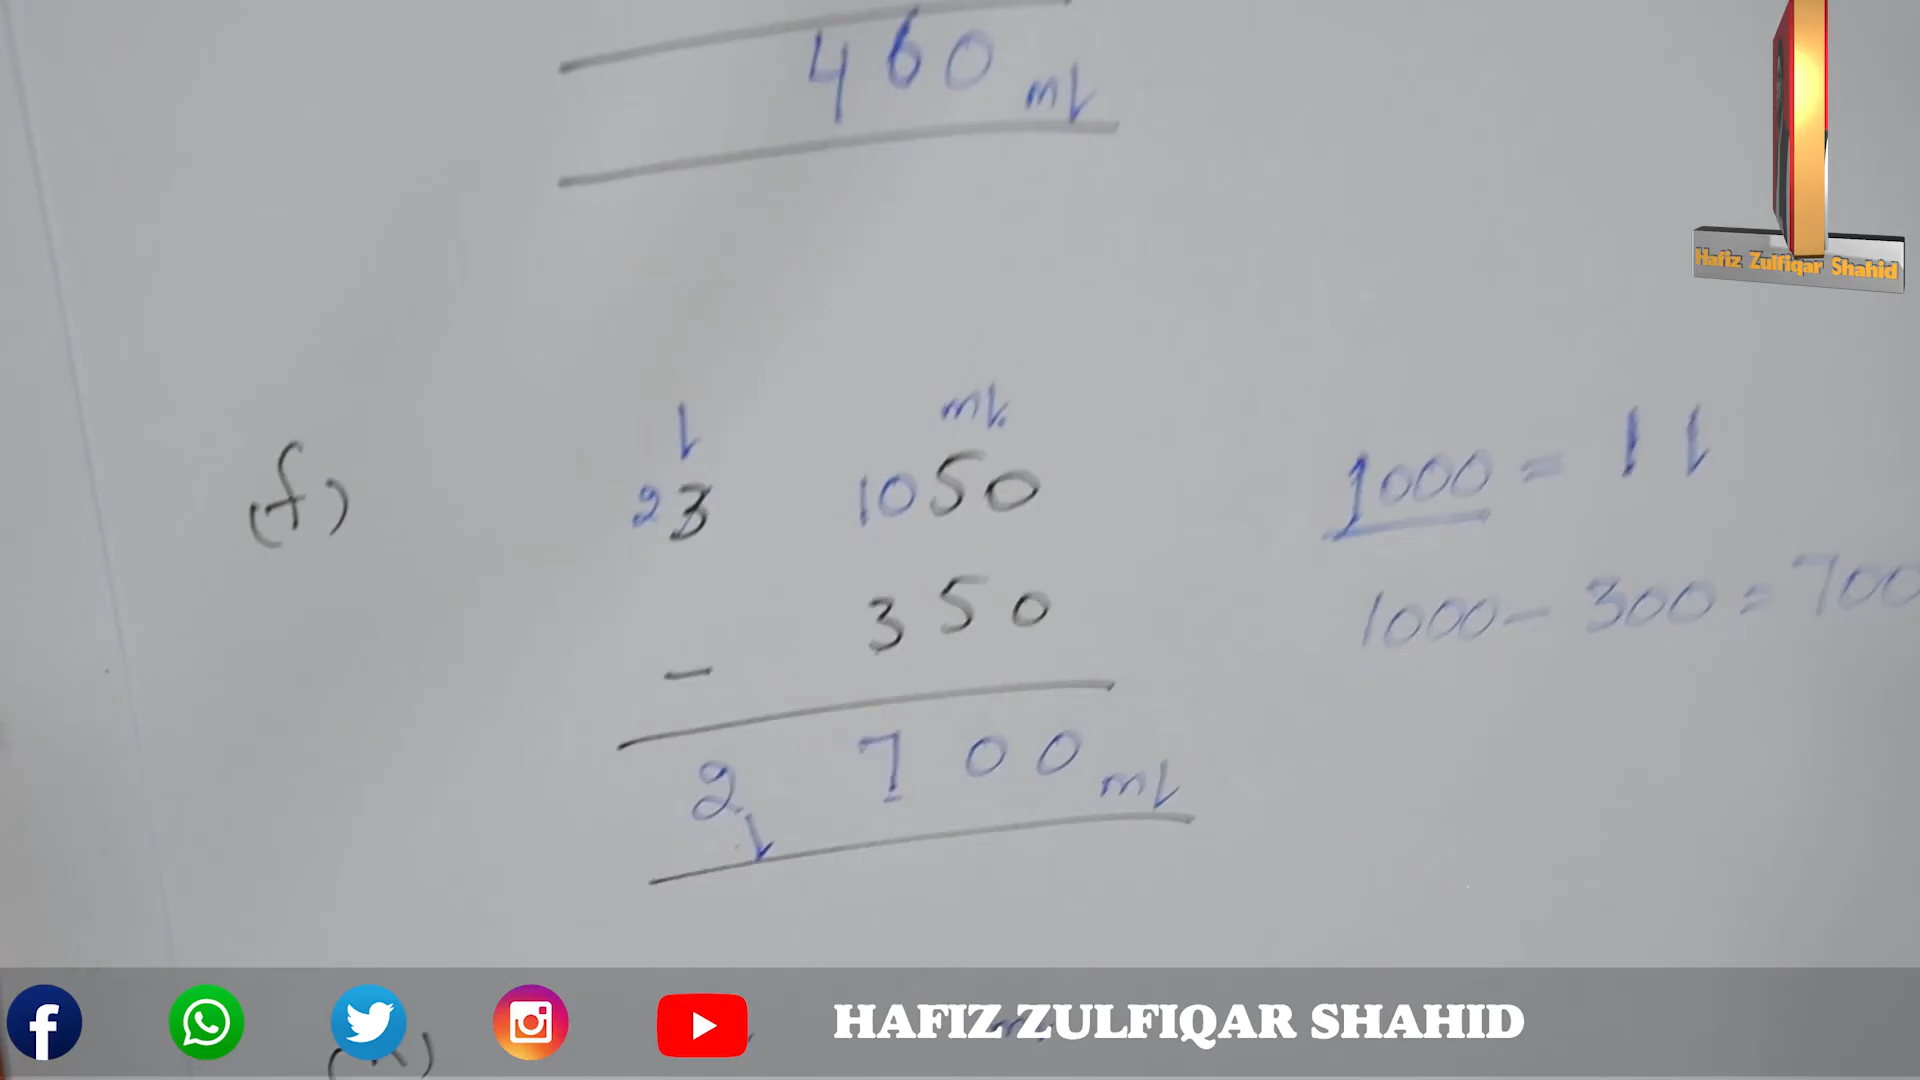 460 ml
Hafiz Zulfiqar Shahid
l ml
(f) 23 1050
1000 = 1 l
- 350
1000 - 300 = 700
2 l 700 ml
HAFIZ ZULFIQAR SHAHID